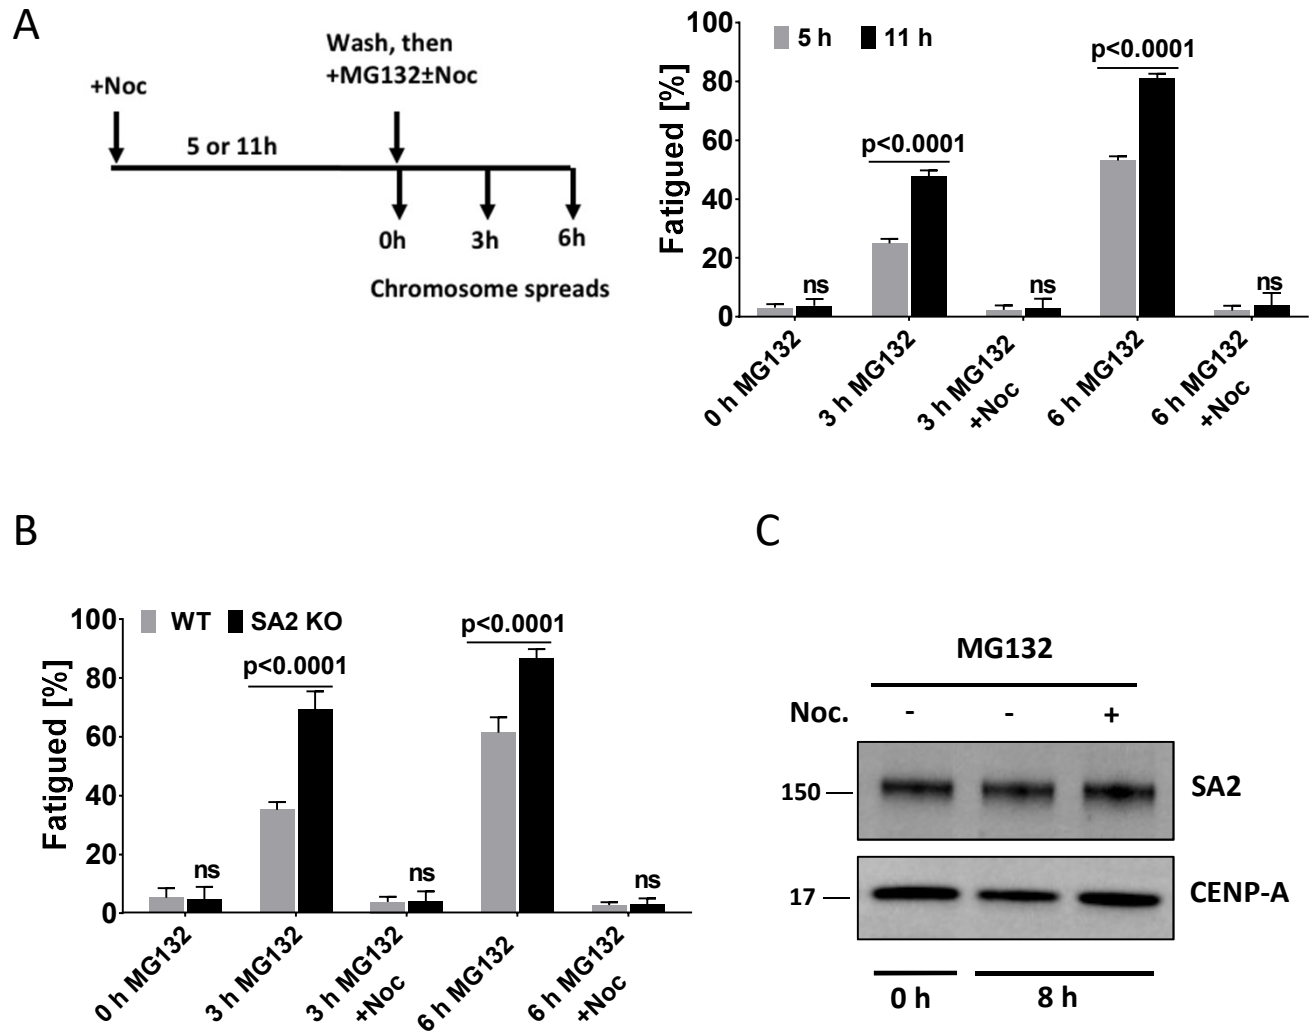 A
Wash, then
+MG132±Noc
+Noc
5 or 11h
0h
3h
6h
Chromosome spreads
Fatigued [%]
100
80
60
40
20
0
5 h
11 h
ns
p<0.0001
ns
p<0.0001
ns
0 h MG132
3 h MG132
3 h MG132
+Noc
6 h MG132
6 h MG132
+Noc
B
Fatigued [%]
100
80
60
40
20
0
WT
SA2 KO
ns
p<0.0001
ns
p<0.0001
ns
0 h MG132
3 h MG132
3 h MG132
+Noc
6 h MG132
6 h MG132
+Noc
C
MG132
Noc. - - +
150
SA2
17
CENP-A
0 h
8 h